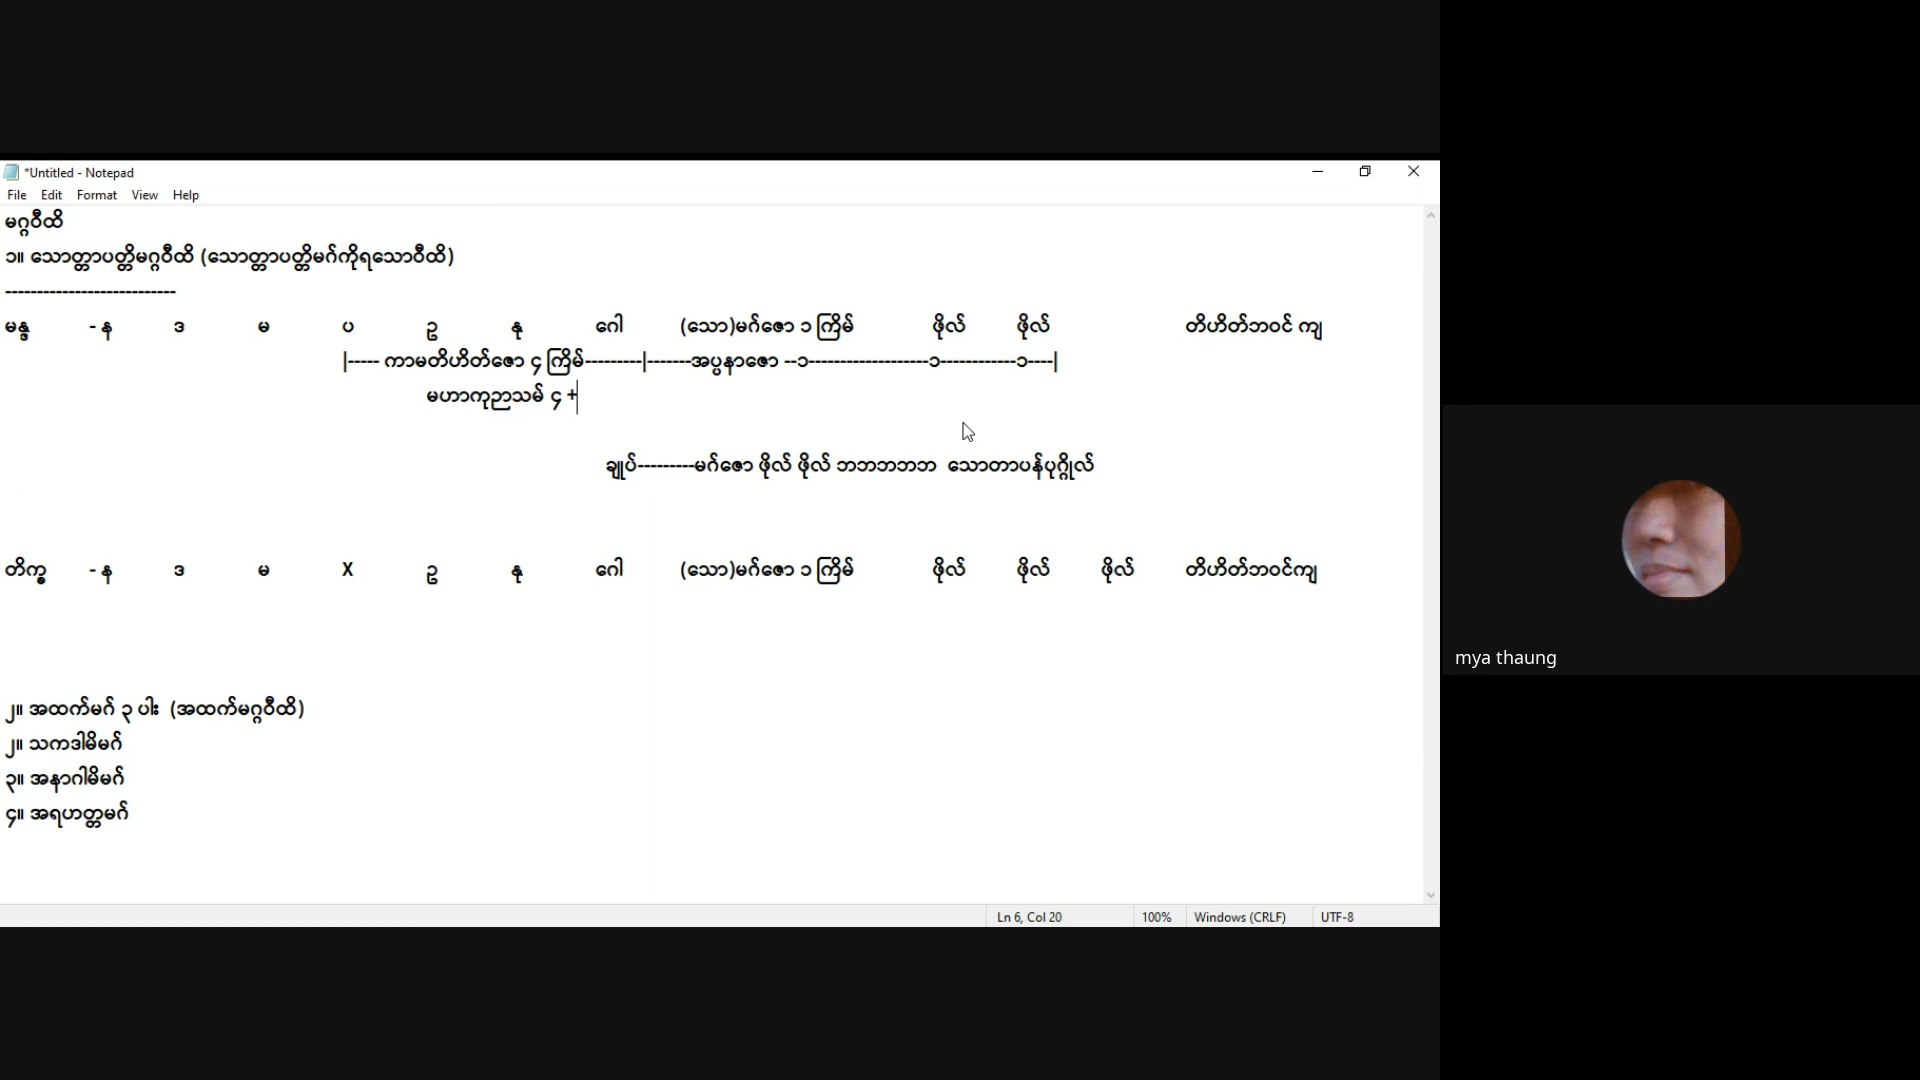 *Untitled - Notepad
File Edit Format View Help
မဂ္ဂဝီထိ
၁။ သောတ္တာပတ္တိမဂ္ဂဝီထိ (သောတ္တာပတ္တိမဂ်ကိုရသောဝီထိ)
---------------------------
မန္ဒ - န ဒ မ ပ ဥ နု ဂေါ (သော)မဂ်ဇော ၁ ကြိမ် ဖိုလ် ဖိုလ် တိဟိတ်ဘဝင် ကျ
|----- ကာမတိဟိတ်ဇော ၄ ကြိမ်---------|-------အပ္ပနာဇော --၁-------------------၁------------၁----|
မဟာကုဉာသမ် ၄ +
ချုပ်---------မဂ်ဇော ဖိုလ် ဖိုလ် ဘဘဘဘဘ သောတာပန်ပုဂ္ဂိုလ်
တိက္ခ - န ဒ မ X ဥ နု ဂေါ (သော)မဂ်ဇော ၁ ကြိမ် ဖိုလ် ဖိုလ် ဖိုလ် တိဟိတ်ဘဝင်ကျ
၂။ အထက်မဂ် ၃ ပါး (အထက်မဂ္ဂဝီထိ)
၂။ သကဒါမိမဂ်
၃။ အနာဂါမိမဂ်
၄။ အရဟတ္တမဂ်
Ln 6, Col 20 100% Windows (CRLF) UTF-8
mya thaung